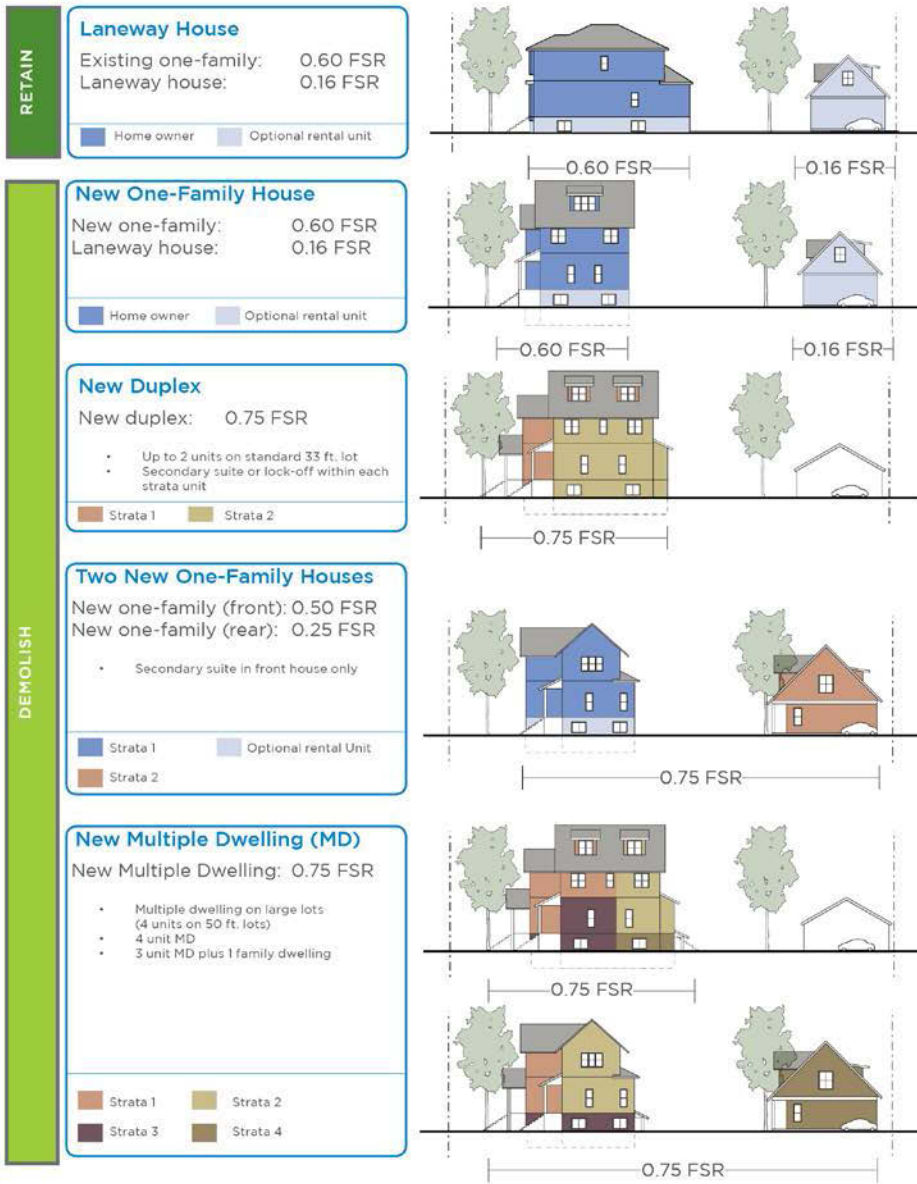 RETAIN
Laneway House
Existing one-family: 0.60 FSR
Laneway house: 0.16 FSR
Home owner Optional rental unit
0.60 FSR 0.16 FSR
DEMOLISH
New One-Family House
New one-family: 0.60 FSR
Laneway house: 0.16 FSR
Home owner Optional rental unit
0.60 FSR 0.16 FSR
New Duplex
New duplex: 0.75 FSR
• Up to 2 units on standard 33 ft. lot
• Secondary suite or lock-off within each
strata unit
Strata 1 Strata 2
0.75 FSR
Two New One-Family Houses
New one-family (front): 0.50 FSR
New one-family (rear): 0.25 FSR
• Secondary suite in front house only
Strata 1 Optional rental Unit
Strata 2
0.75 FSR
New Multiple Dwelling (MD)
New Multiple Dwelling: 0.75 FSR
• Multiple dwelling on large lots
(4 units on 50 ft. lots)
• 4 unit MD
• 3 unit MD plus 1 family dwelling
Strata 1 Strata 2
Strata 3 Strata 4
0.75 FSR
0.75 FSR